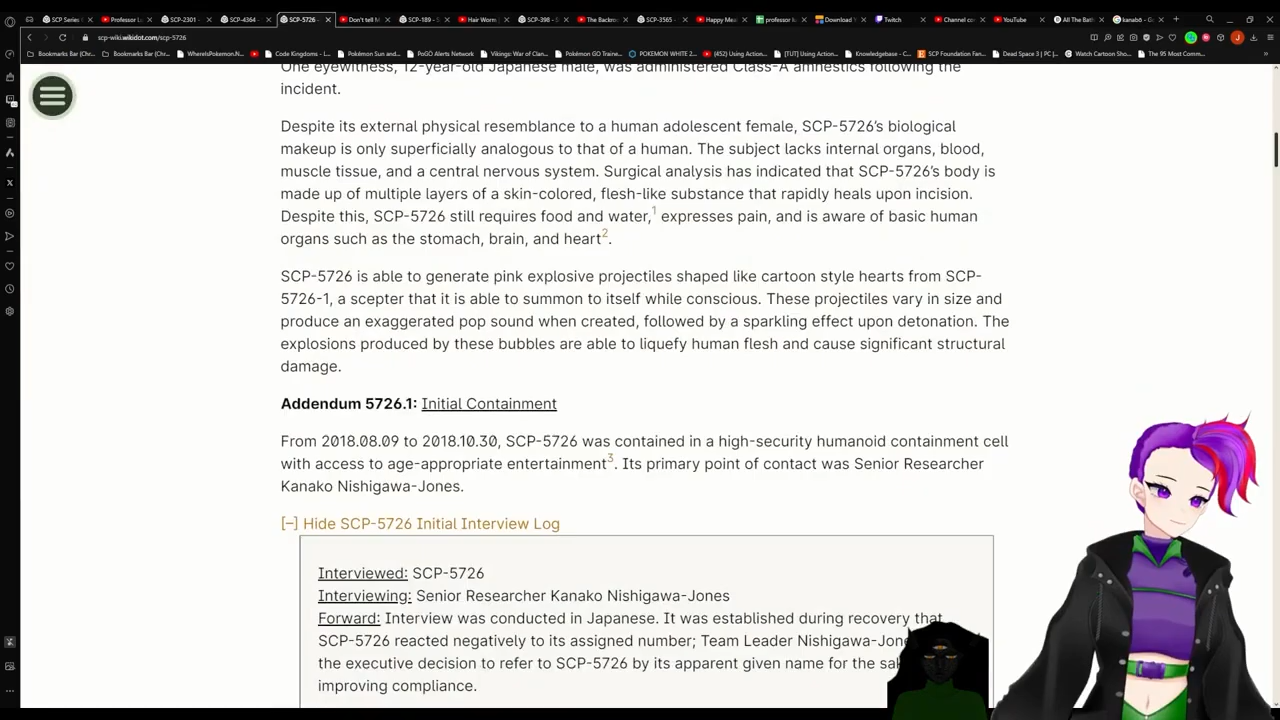 SCP Series
Professor La
SCP-2301 -
SCP-4364 -
SCP-5726 -
Don't tell M
SCP-189 - S
Hair Worm
SCP-398 - S
The Backroo
SCP-3565 -
Happy Mea
professor k
Download
Twitch
Channel con
YouTube
All The Bath
kanab6 - G
scp-wiki.wikidot.com/scp-5726
Bookmarks Bar (Chr...
Bookmarks Bar (Chro...
WhereIsPokemon.N...
Code Kingdoms - L...
Pokémon Sun and...
PoGO Alerts Network
Vikings: War of Clan...
Pokémon GO Traine...
POKEMON WHITE 2...
(452) Using Action...
[TUT] Using Action...
Knowledgebase - C...
SCP Foundation Fan...
Dead Space 3 | PC |...
Watch Cartoon Sho...
The 95 Most Comm...
One eyewitness, 12-year-old Japanese male, was administered Class-A amnestics following the
incident.
Despite its external physical resemblance to a human adolescent female, SCP-5726's biological
makeup is only superficially analogous to that of a human. The subject lacks internal organs, blood,
muscle tissue, and a central nervous system. Surgical analysis has indicated that SCP-5726's body is
made up of multiple layers of a skin-colored, flesh-like substance that rapidly heals upon incision.
Despite this, SCP-5726 still requires food and water,1 expresses pain, and is aware of basic human
organs such as the stomach, brain, and heart2.
SCP-5726 is able to generate pink explosive projectiles shaped like cartoon style hearts from SCP-
5726-1, a scepter that it is able to summon to itself while conscious. These projectiles vary in size and
produce an exaggerated pop sound when created, followed by a sparkling effect upon detonation. The
explosions produced by these bubbles are able to liquefy human flesh and cause significant structural
damage.
Addendum 5726.1: Initial Containment
From 2018.08.09 to 2018.10.30, SCP-5726 was contained in a high-security humanoid containment cell
with access to age-appropriate entertainment3. Its primary point of contact was Senior Researcher
Kanako Nishigawa-Jones.
[–] Hide SCP-5726 Initial Interview Log
Interviewed: SCP-5726
Interviewing: Senior Researcher Kanako Nishigawa-Jones
Forward: Interview was conducted in Japanese. It was established during recovery that
SCP-5726 reacted negatively to its assigned number; Team Leader Nishigawa-Jone
the executive decision to refer to SCP-5726 by its apparent given name for the sa
improving compliance.